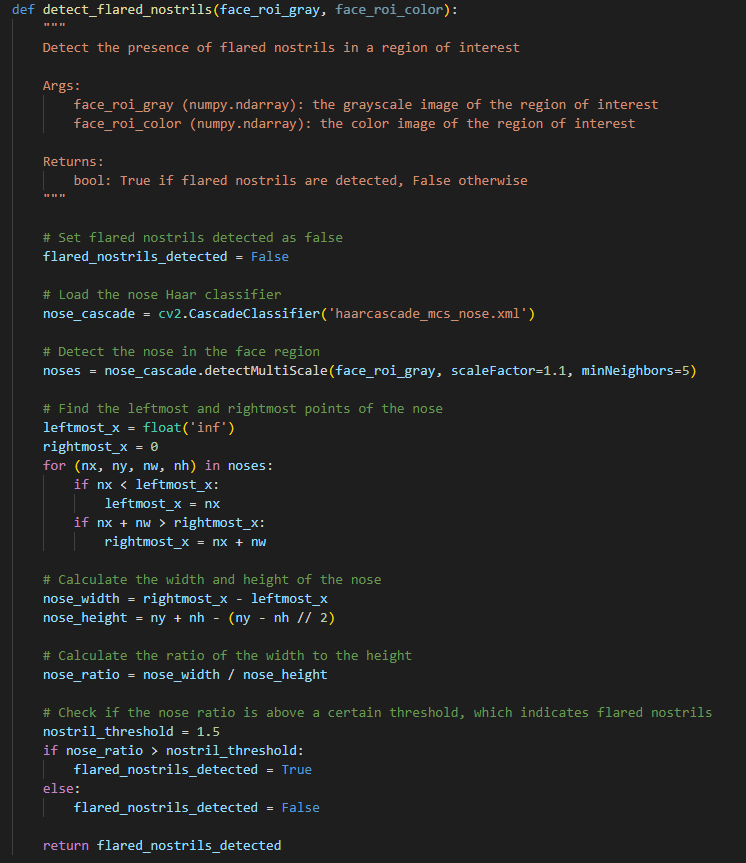 def detect_flared_nostrils(face_roi_gray, face_roi_color):
    """
    Detect the presence of flared nostrils in a region of interest

    Args:
        face_roi_gray (numpy.ndarray): the grayscale image of the region of interest
        face_roi_color (numpy.ndarray): the color image of the region of interest

    Returns:
        bool: True if flared nostrils are detected, False otherwise
    """

    # Set flared nostrils detected as false
    flared_nostrils_detected = False

    # Load the nose Haar classifier
    nose_cascade = cv2.CascadeClassifier('haarcascade_mcs_nose.xml')

    # Detect the nose in the face region
    noses = nose_cascade.detectMultiScale(face_roi_gray, scaleFactor=1.1, minNeighbors=5)

    # Find the leftmost and rightmost points of the nose
    leftmost_x = float('inf')
    rightmost_x = 0
    for (nx, ny, nw, nh) in noses:
        if nx < leftmost_x:
            leftmost_x = nx
        if nx + nw > rightmost_x:
            rightmost_x = nx + nw

    # Calculate the width and height of the nose
    nose_width = rightmost_x - leftmost_x
    nose_height = ny + nh - (ny - nh // 2)

    # Calculate the ratio of the width to the height
    nose_ratio = nose_width / nose_height

    # Check if the nose ratio is above a certain threshold, which indicates flared nostrils
    nostril_threshold = 1.5
    if nose_ratio > nostril_threshold:
        flared_nostrils_detected = True
    else:
        flared_nostrils_detected = False

    return flared_nostrils_detected